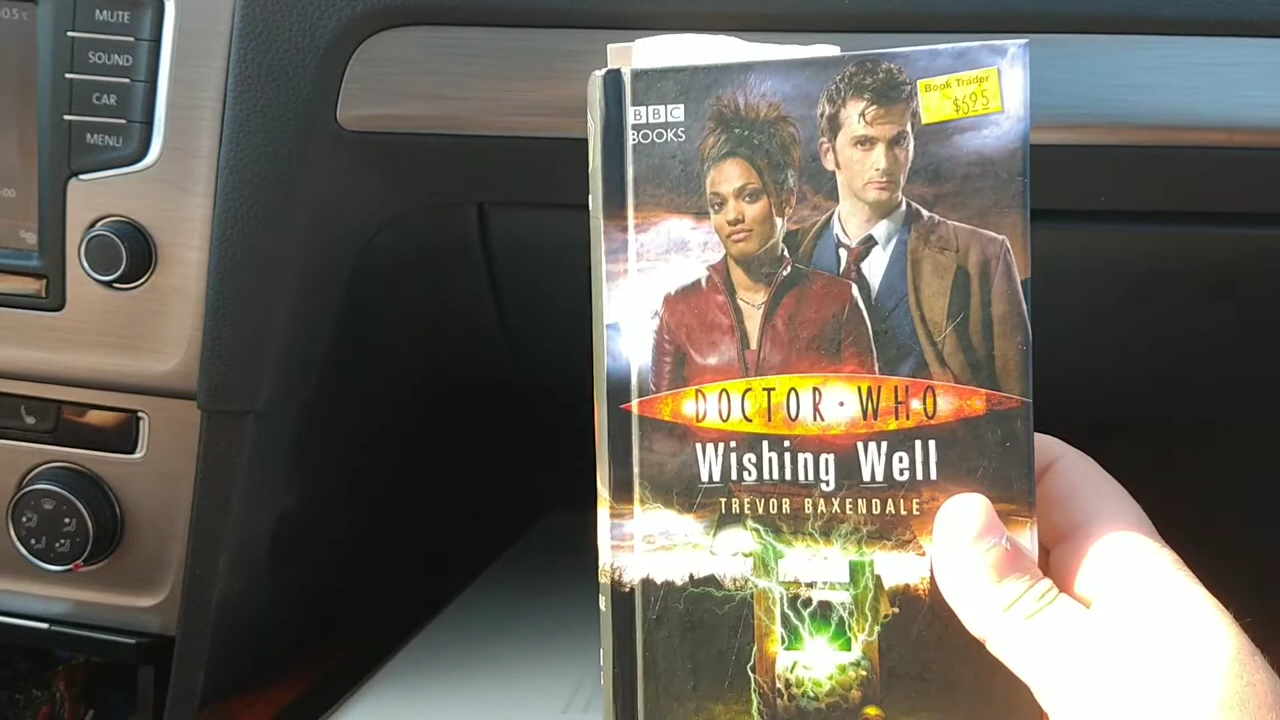 MUTE
SOUND
CAR
MENU
BBC
BOOKS
Book Trader
$6.95
DOCTOR·WHO
Wishing Well
TREVOR BAXENDALE